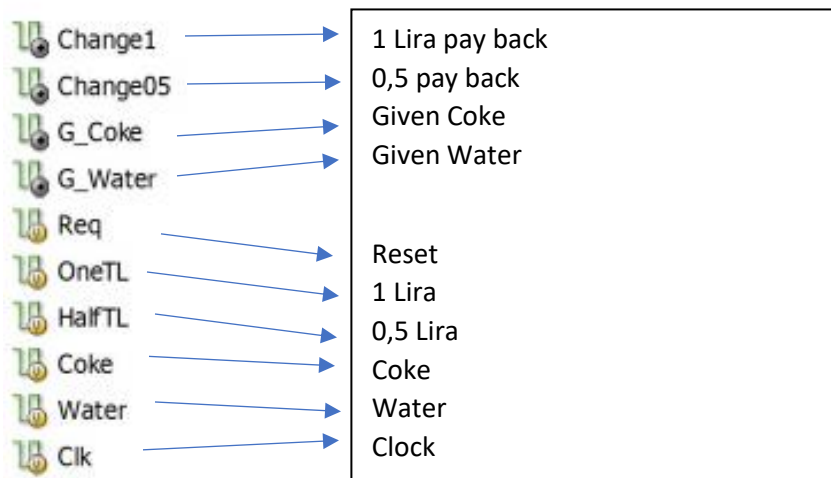 Change1
1 Lira pay back
Change05
0,5 pay back
G_Coke
Given Coke
G_Water
Given Water
Req
Reset
OneTL
1 Lira
HalfTL
0,5 Lira
Coke
Coke
Water
Water
Clk
Clock